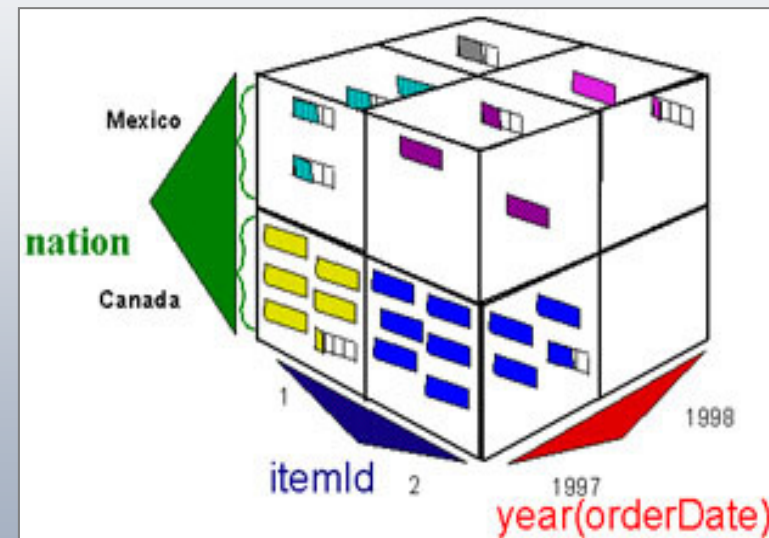 Mexico
nation
Canada
1
itemId
2
1997
1998
year(orderDate)